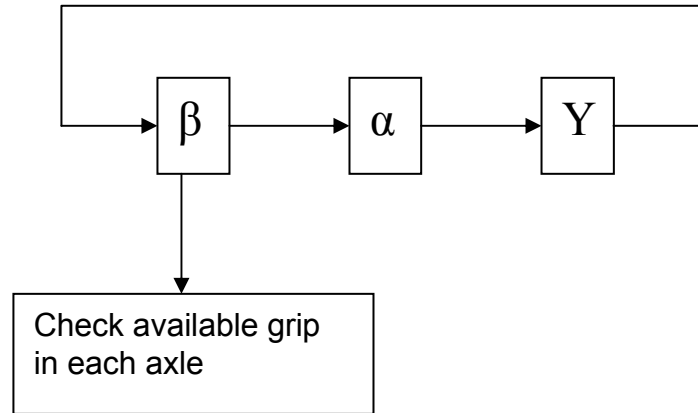 β α Y
Check available grip
in each axle